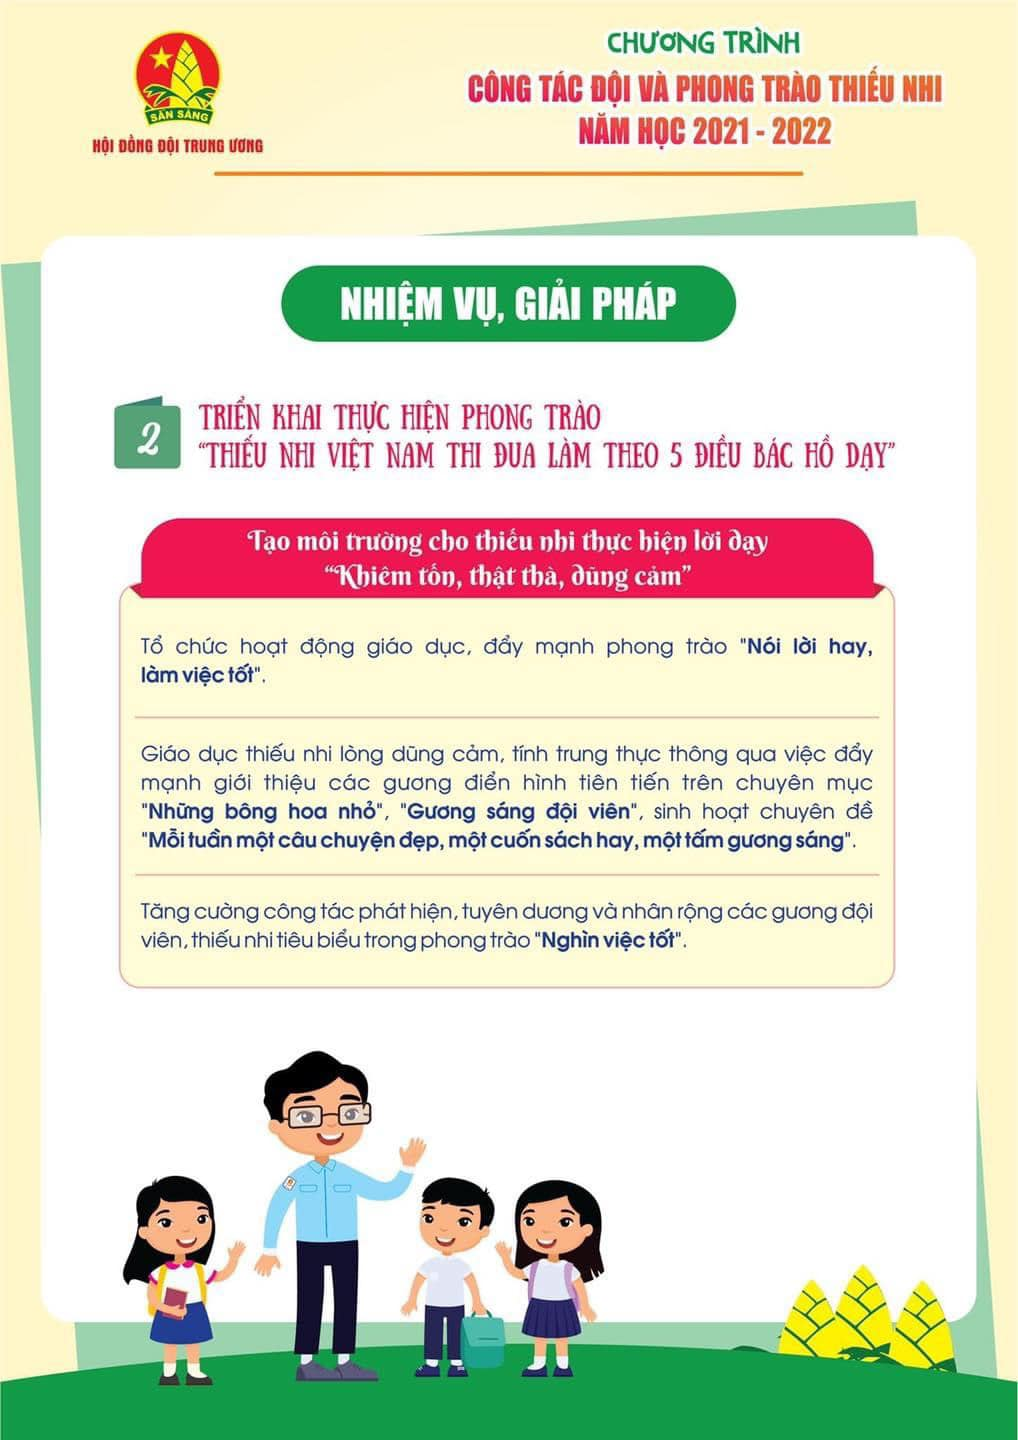 SẴN SÀNG
HỘI ĐỒNG ĐỘI TRUNG ƯƠNG
CHƯƠNG TRÌNH
CÔNG TÁC ĐỘI VÀ PHONG TRÀO THIẾU NHI
NĂM HỌC 2021 - 2022
NHIỆM VỤ, GIẢI PHÁP
2
TRIỂN KHAI THỰC HIỆN PHONG TRÀO
“THIẾU NHI VIỆT NAM THI ĐUA LÀM THEO 5 ĐIỀU BÁC HỒ DẠY”
Tạo môi trường cho thiếu nhi thực hiện lời dạy
“Khiêm tốn, thật thà, dũng cảm”
Tổ chức hoạt động giáo dục, đẩy mạnh phong trào "Nói lời hay,
làm việc tốt".
Giáo dục thiếu nhi lòng dũng cảm, tính trung thực thông qua việc đẩy
mạnh giới thiệu các gương điển hình tiên tiến trên chuyên mục
"Những bông hoa nhỏ", "Gương sáng đội viên", sinh hoạt chuyên đề
"Mỗi tuần một câu chuyện đẹp, một cuốn sách hay, một tấm gương sáng".
Tăng cường công tác phát hiện, tuyên dương và nhân rộng các gương đội
viên, thiếu nhi tiêu biểu trong phong trào "Nghìn việc tốt".